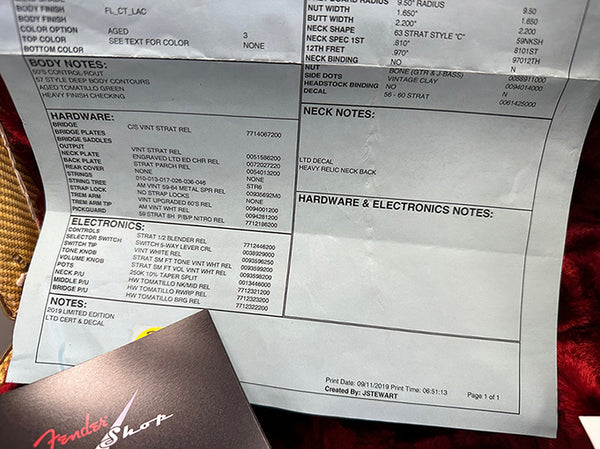 BODY FINISH FL_CT_LAC
BODY FINISH
COLOR OPTION AGED 3
TOP COLOR SEE TEXT FOR COLOR NONE
BOTTOM COLOR
9.50" RADIUS 9.50
NUT WIDTH 1.650" 1.650
BUTT WIDTH 2.200" 2.200
NECK SHAPE 63 STRAT STYLE "C" 59NKSH
NECK SPEC 1ST .810" 8101ST
12TH FRET .970" 97012TH
NECK BINDING NO N
NUT BONE (GTR & J-BASS) 0088911000
SIDE DOTS VINTAGE CLAY 0094014000
HEADSTOCK BINDING NO N
DECAL 56 - 60 STRAT 0061425000
BODY NOTES:
60'S CONTROL ROUT
57 STYLE DEEP BODY CONTOURS
AGED TOMATILLO GREEN
HEAVY FINISH CHECKING
NECK NOTES:
LTD DECAL
HEAVY RELIC NECK BACK
HARDWARE:
BRIDGE C/S VINT STRAT REL 7714067200
BRIDGE PLATES
BRIDGE SADDLES
OUTPUT VINT STRAT REL 0051586200
NECK PLATE ENGRAVED LTD ED CHR REL 0072027220
BACK PLATE STRAT PARCH REL 0054013200
REAR COVER NONE NONE
STRINGS 010-013-017-026-036-046 STR6
STRING TREE AM VINT 59-64 METAL SPR REL 0093692M0
STRAP LOCK NO STRAP LOCKS NONE
TREM ARM VINT UPGRADED 60'S REL 0094001200
TREM TIP AM VINT WHT REL 0094281200
PICKGUARD 59 STRAT 8H P/B/P NITRO REL 7712186200
HARDWARE & ELECTRONICS NOTES:
ELECTRONICS:
CONTROLS STRAT 1/2 BLENDER REL 7712446200
SELECTOR SWITCH SWITCH 5-WAY LEVER CRL 0038929000
SWITCH TIP VINT WHITE REL 0093596250
TONE KNOB STRAT SM FT TONE VINT WHT REL 0093699200
VOLUME KNOB STRAT SM FT VOL VINT WHT REL 0093698200
POTS 250K 10% TAPER SPLIT 0013446000
NECK P/U HW TOMATILLO NK/MID REL 7712321200
MIDDLE P/U HW TOMATILLO RWRP REL 7712323200
BRIDGE P/U HW TOMATILLO BRG REL 7712322200
NOTES:
2019 LIMITED EDITION
LTD CERT & DECAL
Print Date: 09/11/2019 Print Time: 06:51:13
Created By: JSTEWART
Page 1 of 1
Fender
Shop